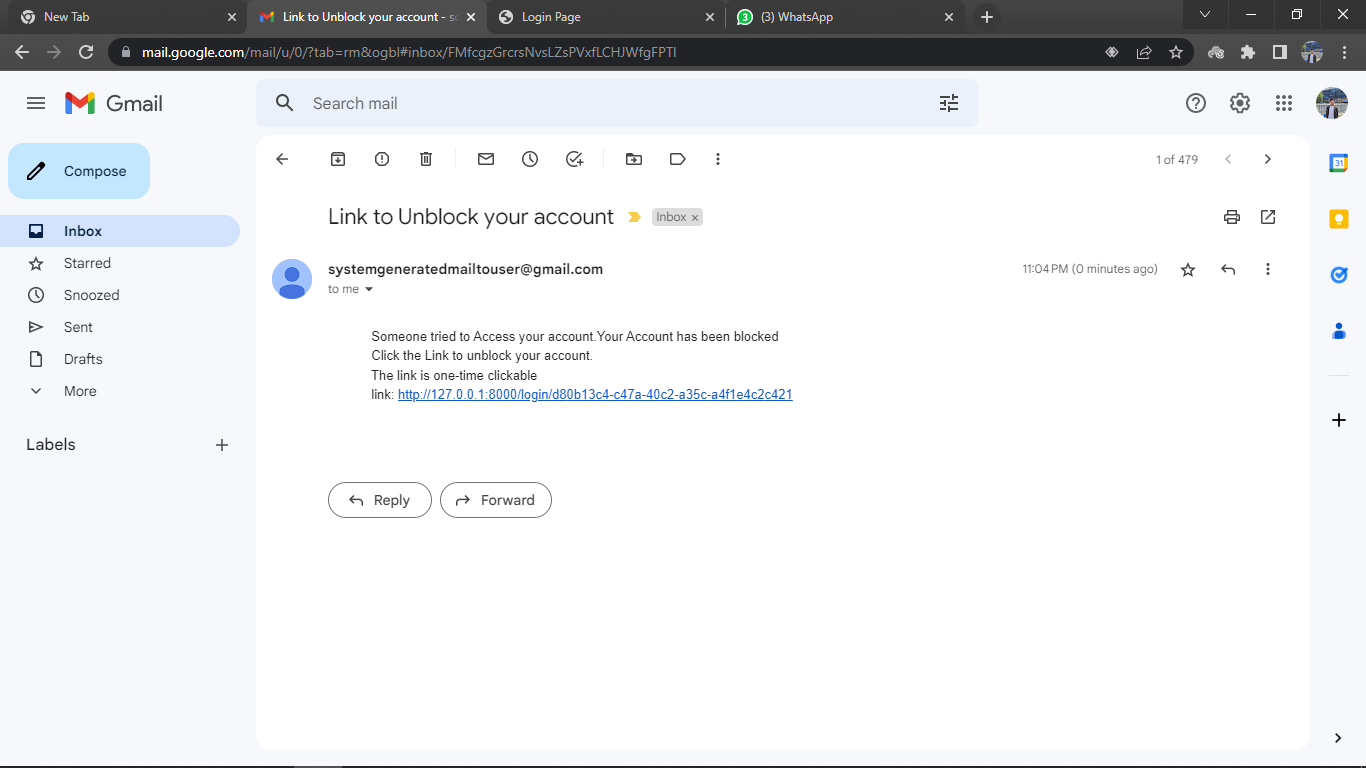 New Tab
Link to Unblock your account - so
Login Page
3 (3) WhatsApp
mail.google.com/mail/u/0/?tab=rm&ogbl#inbox/FMfcgzGrcrsNvsLZsPVxfLCHJWfgFPTl
Gmail
Search mail
Compose
1 of 479
31
Link to Unblock your account
Inbox ×
Inbox
Starred
Snoozed
Sent
Drafts
More
Labels
systemgeneratedmailtouser@gmail.com
11:04 PM (0 minutes ago)
to me
Someone tried to Access your account.Your Account has been blocked
Click the Link to unblock your account.
The link is one-time clickable
link: http://127.0.0.1:8000/login/d80b13c4-c47a-40c2-a35c-a4f1e4c2c421
Reply
Forward